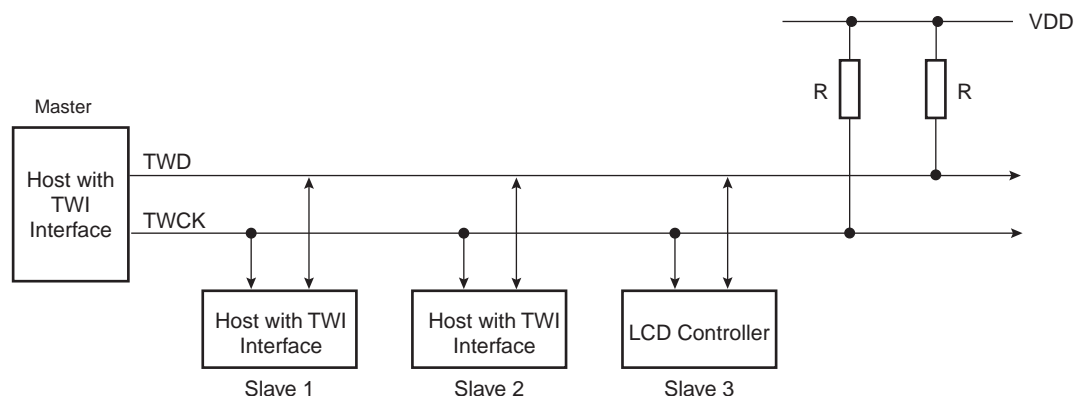 VDD
R
R
Master
Host with
TWI
Interface
TWD
TWCK
Host with TWI
Interface
Slave 1
Host with TWI
Interface
Slave 2
LCD Controller
Slave 3